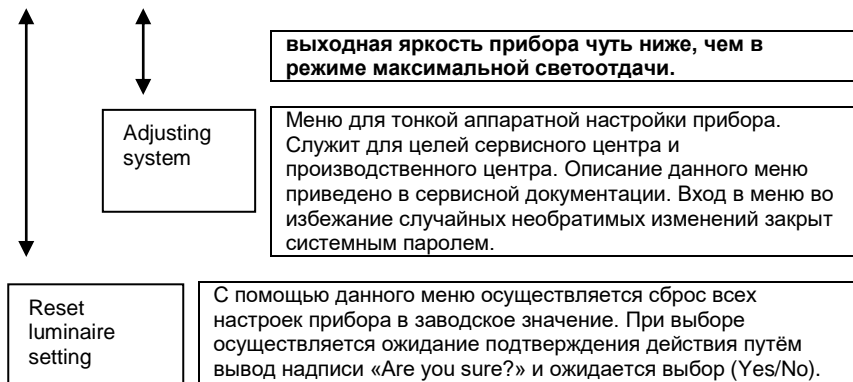 выходная яркость прибора чуть ниже, чем в
режиме максимальной светоотдачи.
Adjusting
system
Меню для тонкой аппаратной настройки прибора.
Служит для целей сервисного центра и
производственного центра. Описание данного меню
приведено в сервисной документации. Вход в меню во
избежание случайных необратимых изменений закрыт
системным паролем.
Reset
luminaire
setting
С помощью данного меню осуществляется сброс всех
настроек прибора в заводское значение. При выборе
осуществляется ожидание подтверждения действия путём
вывод надписи «Are you sure?» и ожидается выбор (Yes/No).